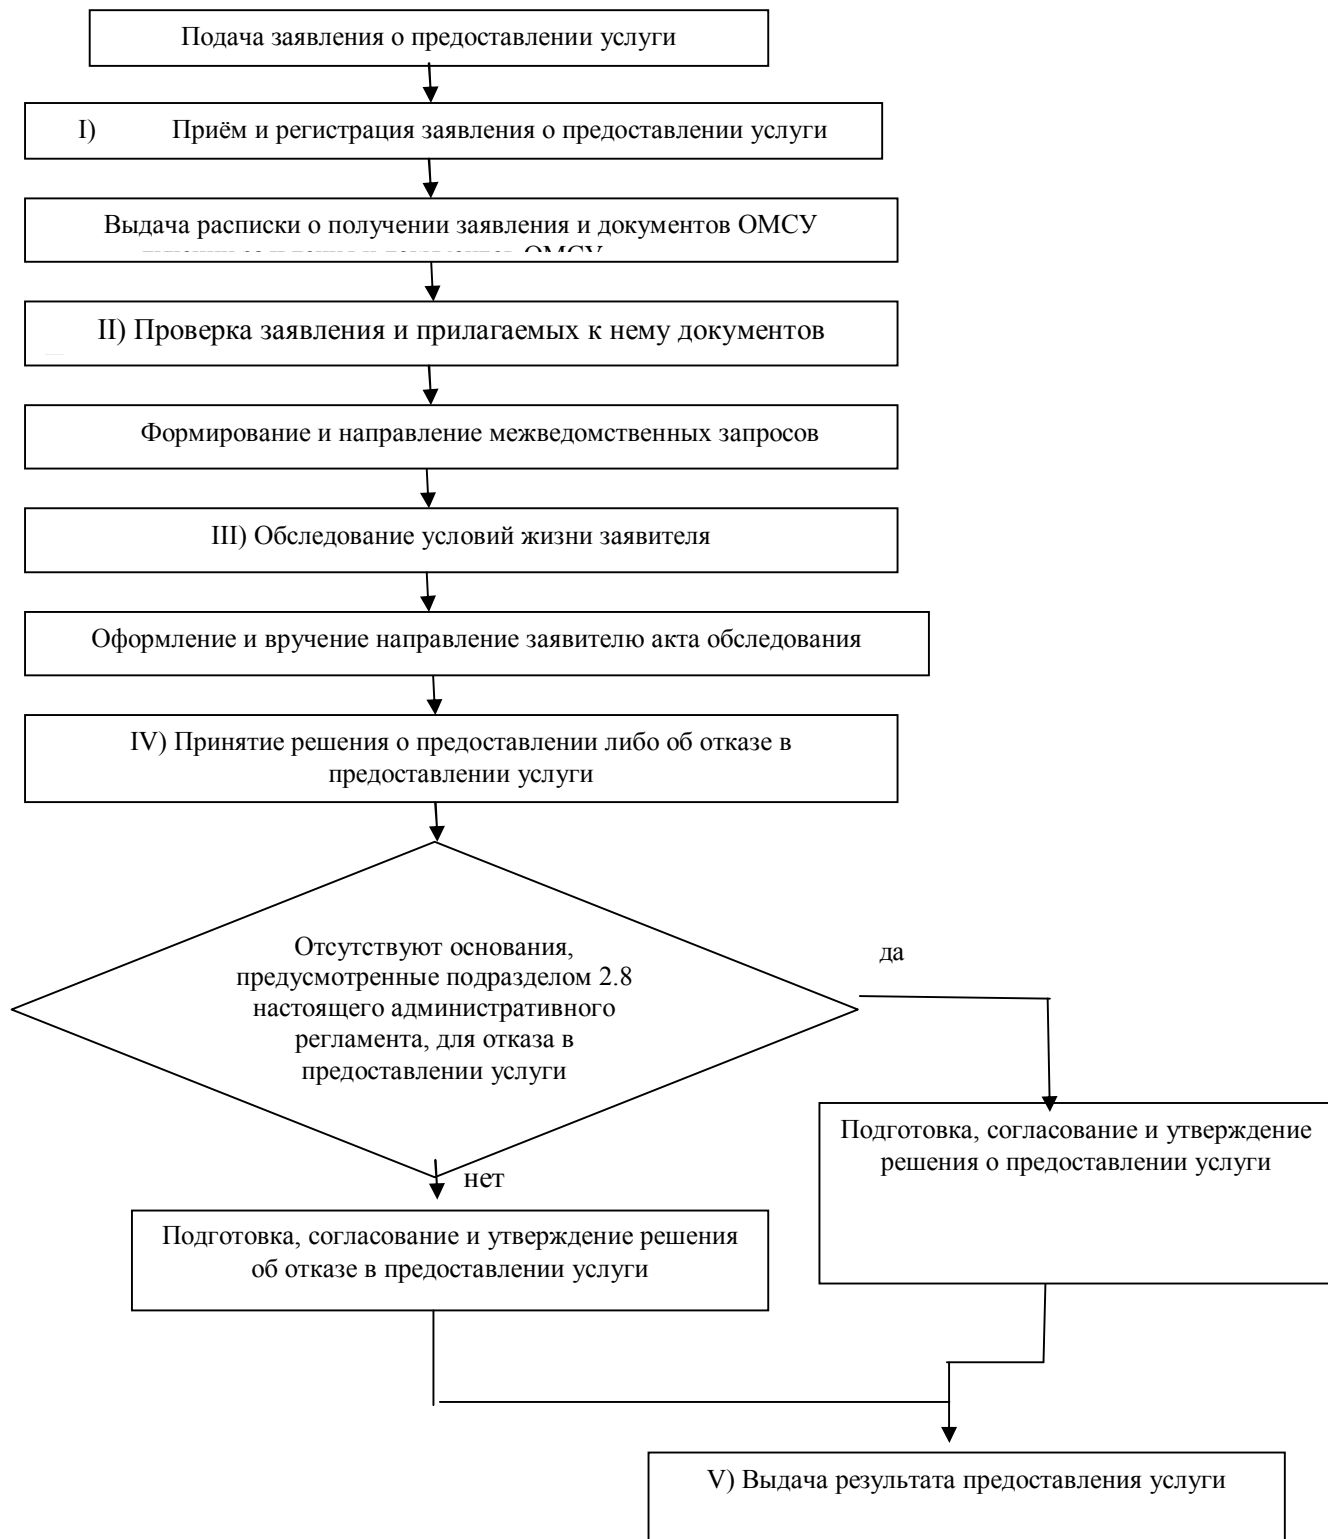 Подача заявления о предоставлении услуги
I) Приём и регистрация заявления о предоставлении услуги
Выдача расписки о получении заявления и документов ОМСУ
II) Проверка заявления и прилагаемых к нему документов
Формирование и направление межведомственных запросов
III) Обследование условий жизни заявителя
Оформление и вручение направление заявителю акта обследования
IV) Принятие решения о предоставлении либо об отказе в
предоставлении услуги
Отсутствуют основания,
предусмотренные подразделом 2.8
настоящего административного
регламента, для отказа в
предоставлении услуги
да
Подготовка, согласование и утверждение
решения о предоставлении услуги
нет
Подготовка, согласование и утверждение решения
об отказе в предоставлении услуги
V) Выдача результата предоставления услуги